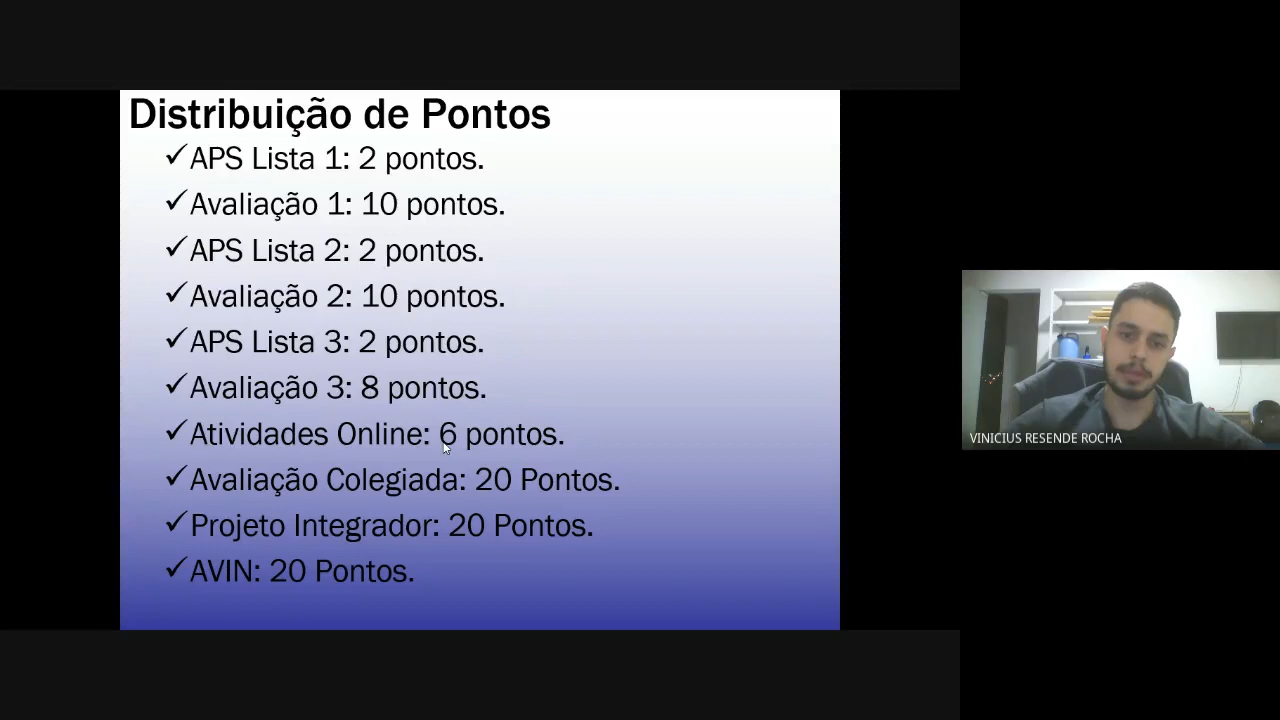 Distribuição de Pontos
✓APS Lista 1: 2 pontos.
✓Avaliação 1: 10 pontos.
✓APS Lista 2: 2 pontos.
✓Avaliação 2: 10 pontos.
✓APS Lista 3: 2 pontos.
✓Avaliação 3: 8 pontos.
✓Atividades Online: 6 pontos.
✓Avaliação Colegiada: 20 Pontos.
✓Projeto Integrador: 20 Pontos.
✓AVIN: 20 Pontos.
VINICIUS RESENDE ROCHA